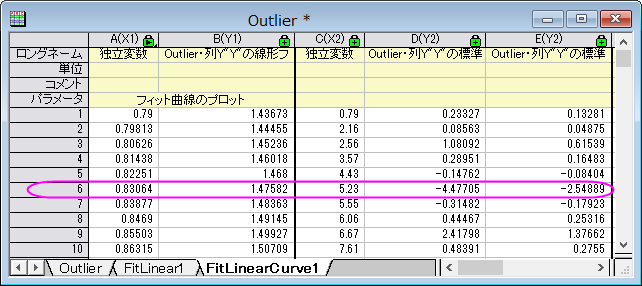 Outlier *
A(X1) B(Y1) C(X2) D(Y2) E(Y2)
ロングネーム 独立変数 Outlier・列Y"Y"の線形フ 独立変数 Outlier・列Y"Y"の標準 Outlier・列Y"Y"の標準
単位
コメント
パラメータ フィット曲線のプロット
1 0.79 1.43673 0.79 0.23327 0.13281
2 0.79813 1.44455 2.16 0.08563 0.04875
3 0.80626 1.45236 2.56 1.08092 0.61539
4 0.81438 1.46018 3.57 0.28951 0.16483
5 0.82251 1.468 4.43 -0.14762 -0.08404
6 0.83064 1.47582 5.23 -4.47705 -2.54889
7 0.83877 1.48363 5.55 -0.31482 -0.17923
8 0.8469 1.49145 6.06 0.44467 0.25316
9 0.85503 1.49927 6.67 2.41798 1.37662
10 0.86315 1.50709 7.61 0.48391 0.2755
Outlier FitLinear1 FitLinearCurve1